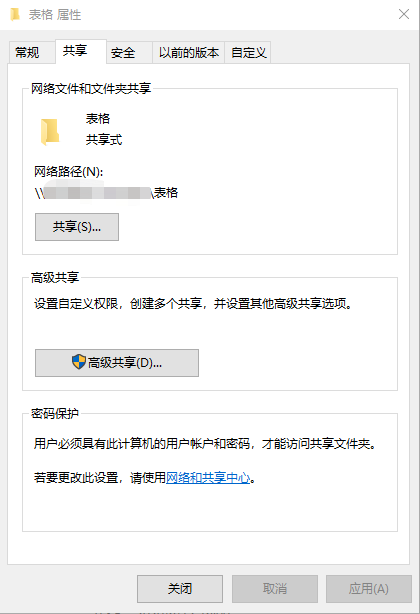 表格 属性
常规 共享 安全 以前的版本 自定义
网络文件和文件夹共享
表格
共享式
网络路径(N):
\\ \表格
共享(S)...
高级共享
设置自定义权限，创建多个共享，并设置其他高级共享选项。
高级共享(D)...
密码保护
用户必须具有此计算机的用户帐户和密码，才能访问共享文件夹。
若要更改此设置，请使用网络和共享中心。
关闭 取消 应用(A)